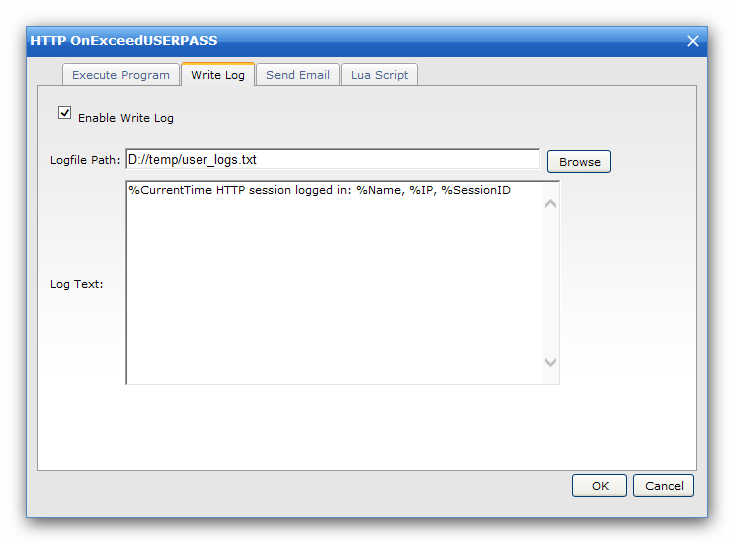 HTTP OnExceedUSERPASS
Execute Program Write Log Send Email Lua Script
Enable Write Log
Logfile Path: D://temp/user_logs.txt Browse
%CurrentTime HTTP session logged in: %Name, %IP, %SessionID
Log Text:
OK Cancel